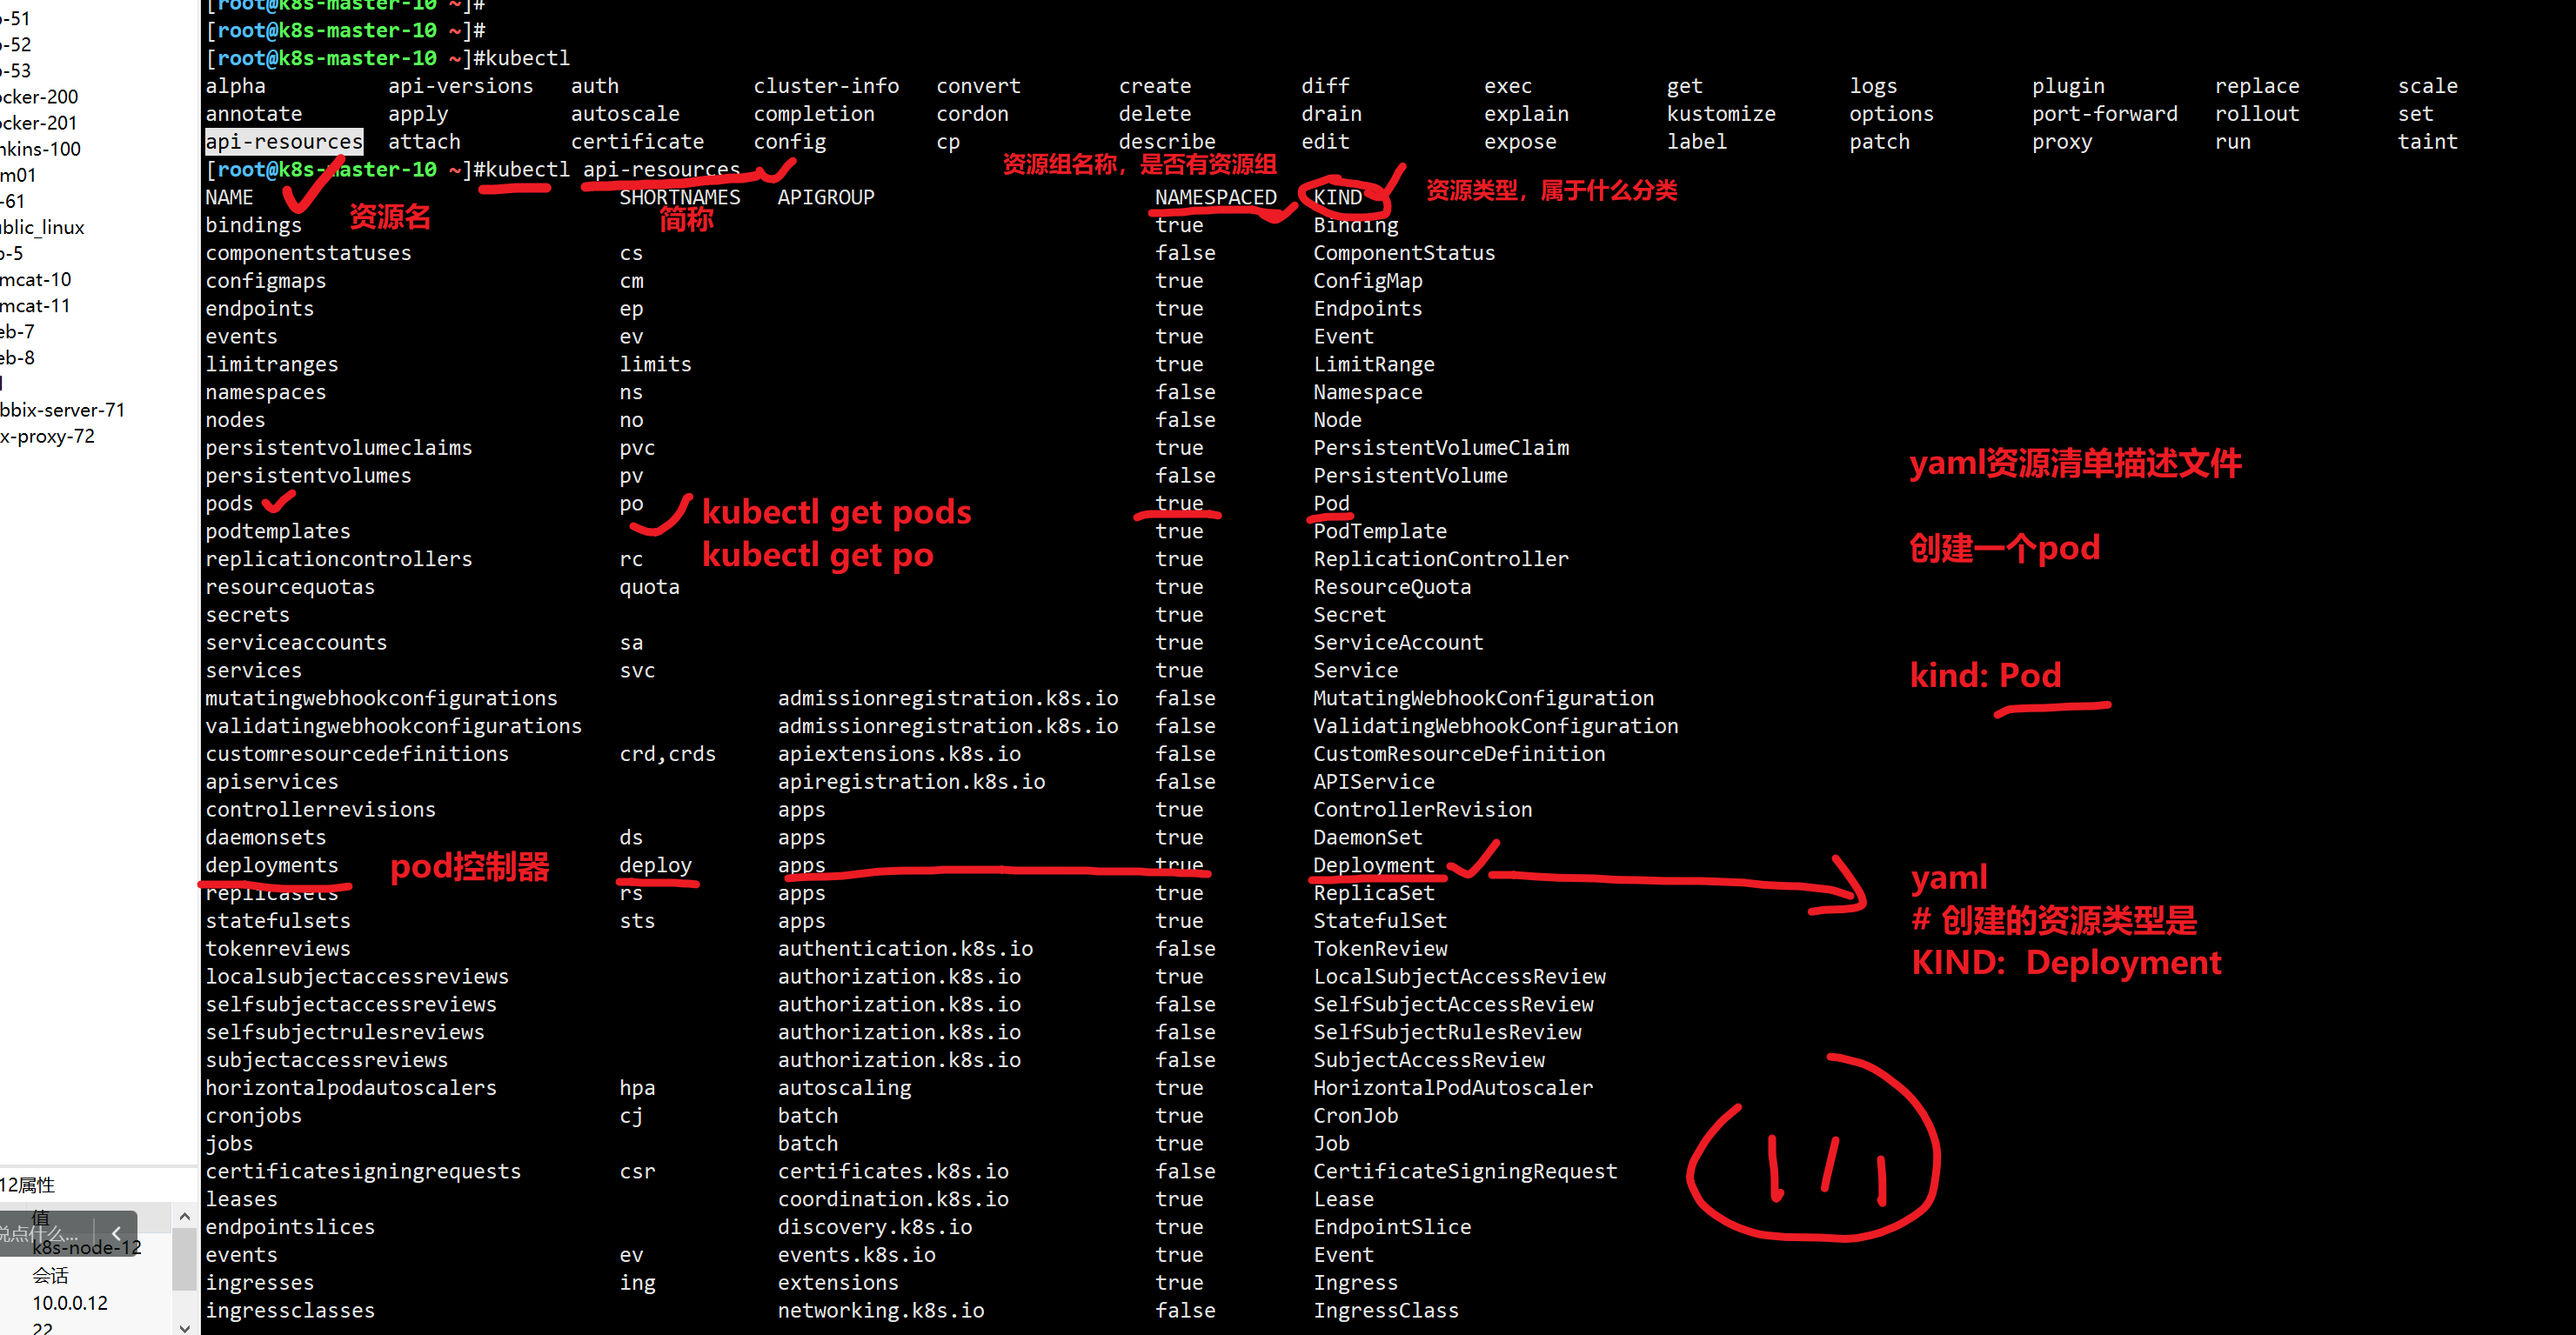 [root@k8s-master-10 ~]#
[root@k8s-master-10 ~]#
[root@k8s-master-10 ~]#kubectl
alpha api-versions auth cluster-info convert create diff exec get logs plugin replace scale
annotate apply autoscale completion cordon delete drain explain kustomize options port-forward rollout set
api-resources attach certificate config cp describe edit expose label patch proxy run taint
[root@k8s-master-10 ~]#kubectl api-resources
资源组名称，是否有资源组
资源类型，属于什么分类
NAME SHORTNAMES APIGROUP NAMESPACED KIND
资源名 简称
bindings true Binding
componentstatuses cs false ComponentStatus
configmaps cm true ConfigMap
endpoints ep true Endpoints
events ev true Event
limitranges limits true LimitRange
namespaces ns false Namespace
nodes no false Node
persistentvolumeclaims pvc true PersistentVolumeClaim
persistentvolumes pv false PersistentVolume
pods po true Pod
podtemplates true PodTemplate
replicationcontrollers rc true ReplicationController
resourcequotas quota true ResourceQuota
secrets true Secret
serviceaccounts sa true ServiceAccount
services svc true Service
mutatingwebhookconfigurations admissionregistration.k8s.io false MutatingWebhookConfiguration
validatingwebhookconfigurations admissionregistration.k8s.io false ValidatingWebhookConfiguration
customresourcedefinitions crd,crds apiextensions.k8s.io false CustomResourceDefinition
apiservices apiregistration.k8s.io false APIService
controllerrevisions apps true ControllerRevision
daemonsets ds apps true DaemonSet
deployments deploy apps true Deployment
replicasets rs apps true ReplicaSet
statefulsets sts apps true StatefulSet
tokenreviews authentication.k8s.io false TokenReview
localsubjectaccessreviews authorization.k8s.io true LocalSubjectAccessReview
selfsubjectaccessreviews authorization.k8s.io false SelfSubjectAccessReview
selfsubjectrulesreviews authorization.k8s.io false SelfSubjectRulesReview
subjectaccessreviews authorization.k8s.io false SubjectAccessReview
horizontalpodautoscalers hpa autoscaling true HorizontalPodAutoscaler
cronjobs cj batch true CronJob
jobs batch true Job
certificatesigningrequests csr certificates.k8s.io false CertificateSigningRequest
leases coordination.k8s.io true Lease
endpointslices discovery.k8s.io true EndpointSlice
events ev events.k8s.io true Event
ingresses ing extensions true Ingress
ingressclasses networking.k8s.io false IngressClass
kubectl get pods
kubectl get po
pod控制器
yaml资源清单描述文件
创建一个pod
kind: Pod
yaml
# 创建的资源类型是
KIND: Deployment
-51
-52
-53
ocker-200
ocker-201
nkins-100
m01
-61
ublic_linux
-5
mcat-10
mcat-11
eb-7
eb-8
bbix-server-71
x-proxy-72
12属性
值
说点什么...
k8s-node-12
会话
10.0.0.12
22